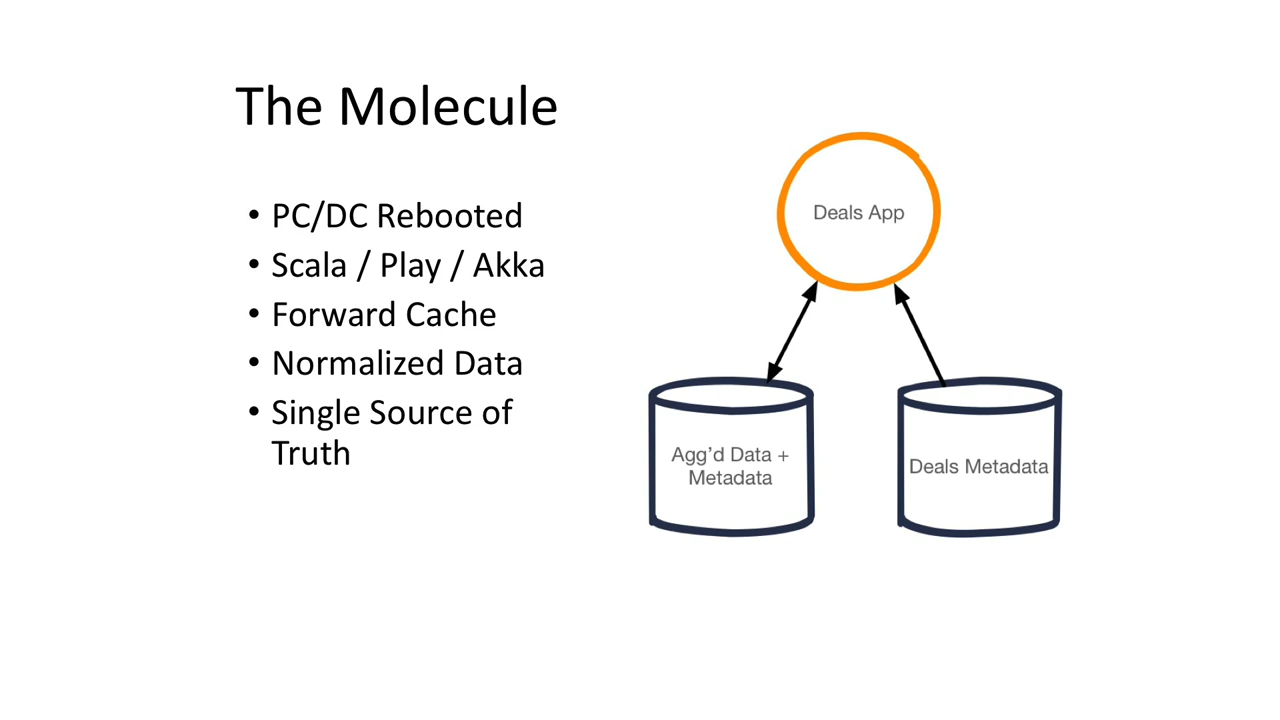 The Molecule
• PC/DC Rebooted
• Scala / Play / Akka
• Forward Cache
• Normalized Data
• Single Source of
Truth
Deals App
Agg'd Data +
Metadata
Deals Metadata